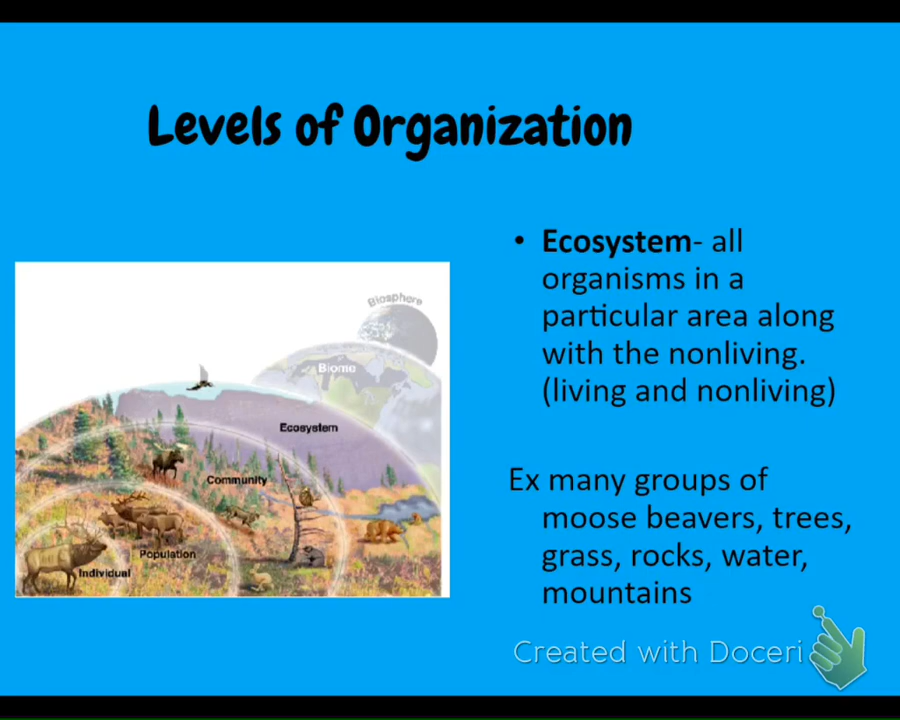 Levels of Organization
Biosphere
Biome
Ecosystem
Community
Population
Individual
• Ecosystem- all
organisms in a
particular area along
with the nonliving.
(living and nonliving)
Ex many groups of
moose beavers, trees,
grass, rocks, water,
mountains
Created with Doceri